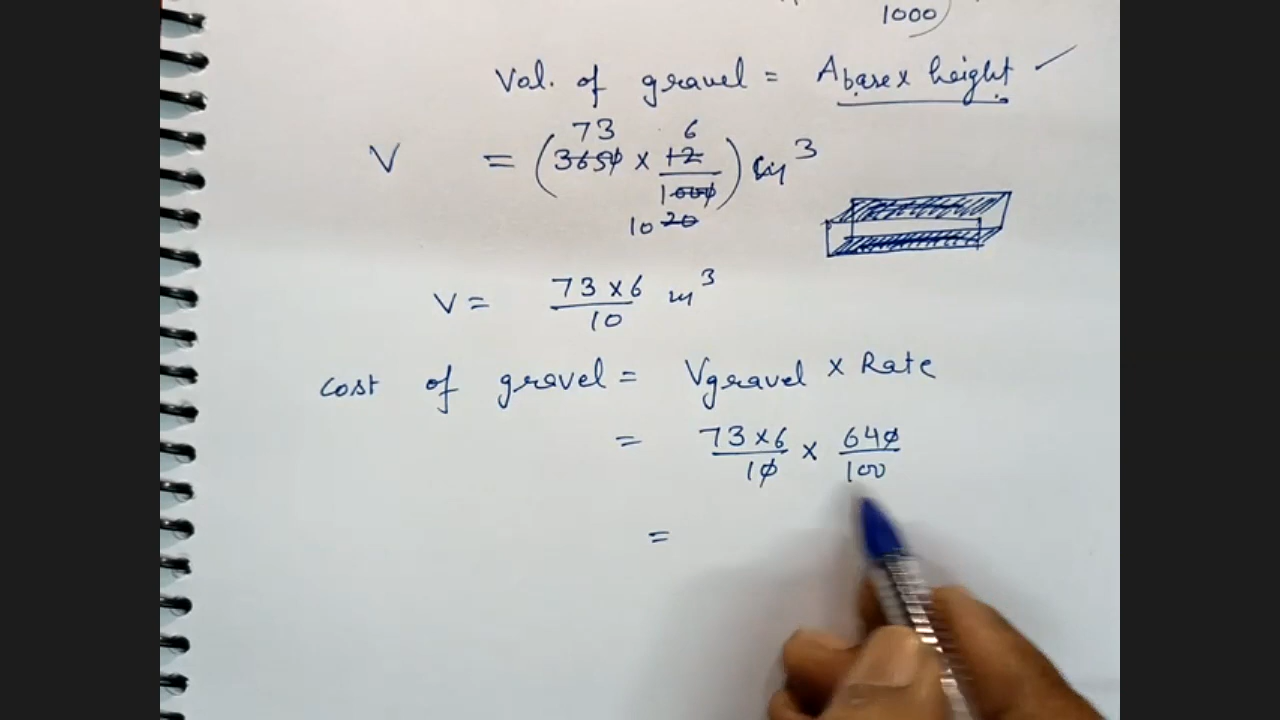 1000)
Vol. of gravel = Abase x height ✓
73 6
V = (3650 x 12/1000) m³
10 20
V = 73 x 6/10 m³
cost of gravel = Vgravel x Rate
= 73 x 6/10 x 640/100
=